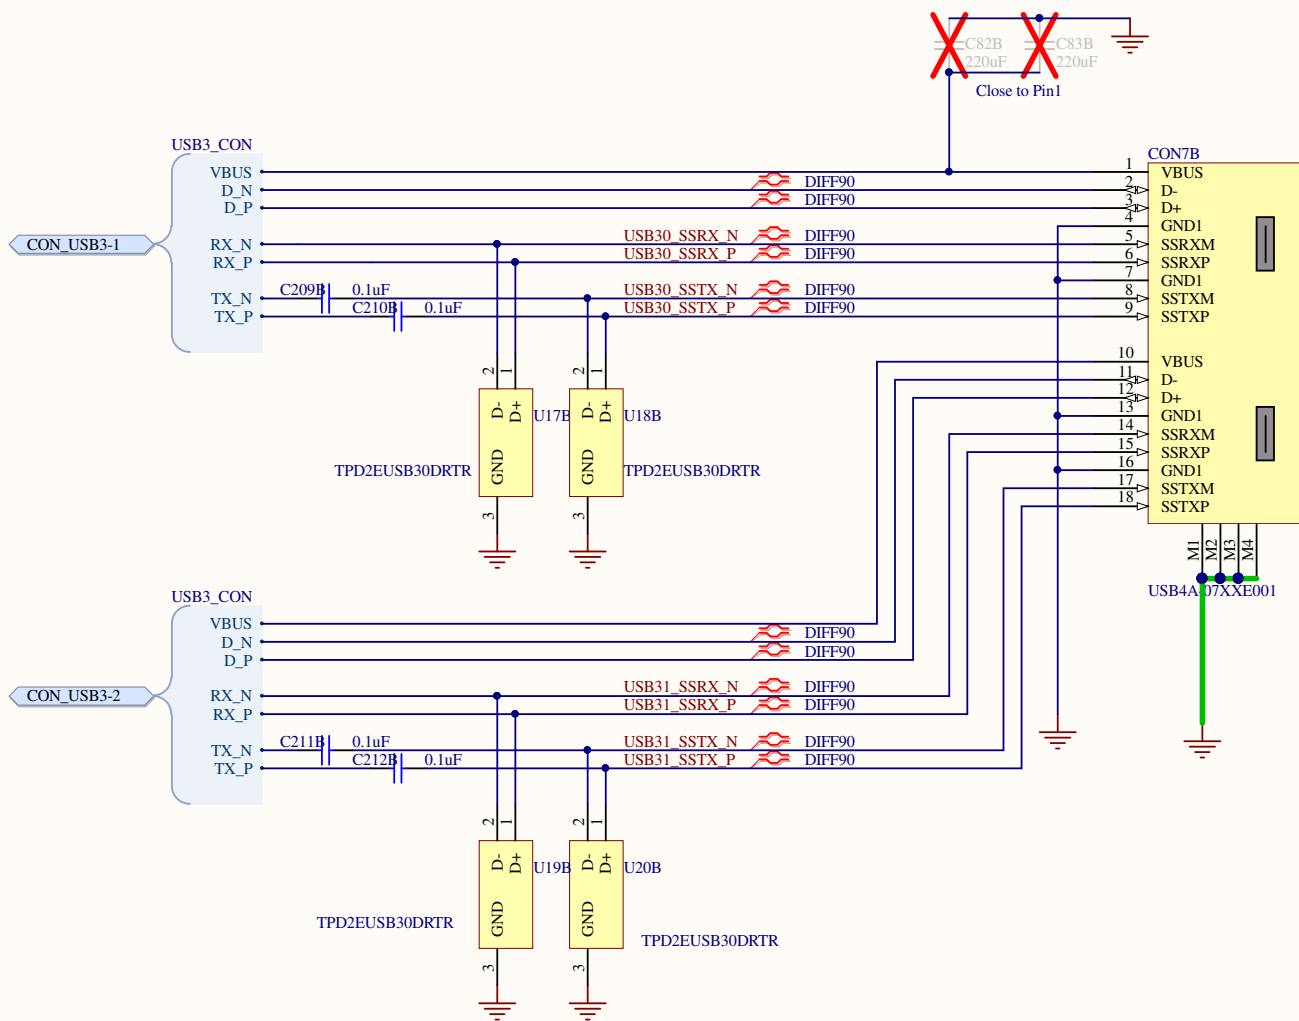 C82B
220uF
C83B
220uF
Close to Pin1
USB3_CON
CON7B
VBUS
1
VBUS
D_N
DIFF90
2
D-
D_P
DIFF90
3
D+
4
GND1
CON_USB3-1
RX_N
USB30_SSRX_N
DIFF90
5
SSRXM
RX_P
USB30_SSRX_P
DIFF90
6
SSRXP
7
GND1
TX_N
C209B
0.1uF
USB30_SSTX_N
DIFF90
8
SSTXM
TX_P
C210B
0.1uF
USB30_SSTX_P
DIFF90
9
SSTXP
10
VBUS
11
D-
12
D+
13
GND1
14
SSRXM
15
SSRXP
16
GND1
17
SSTXM
18
SSTXP
2
1
D-
D+
GND
3
U17B
TPD2EUSB30DRTR
2
1
D-
D+
GND
3
U18B
TPD2EUSB30DRTR
M1
M2
M3
M4
USB4A-07XXE001
USB3_CON
VBUS
D_N
DIFF90
D_P
DIFF90
CON_USB3-2
RX_N
USB31_SSRX_N
DIFF90
RX_P
USB31_SSRX_P
DIFF90
TX_N
C211B
0.1uF
USB31_SSTX_N
DIFF90
TX_P
C212B
0.1uF
USB31_SSTX_P
DIFF90
2
1
D-
D+
GND
3
U19B
TPD2EUSB30DRTR
2
1
D-
D+
GND
3
U20B
TPD2EUSB30DRTR